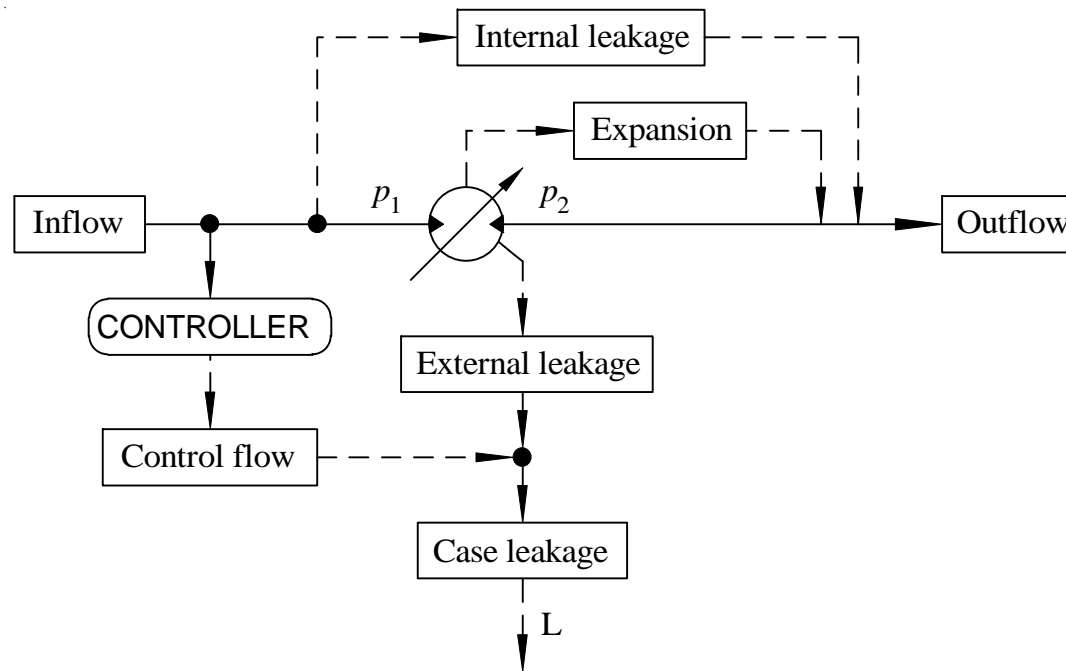 Internal leakage
Expansion
p1
p2
Inflow
Outflow
CONTROLLER
External leakage
Control flow
Case leakage
L